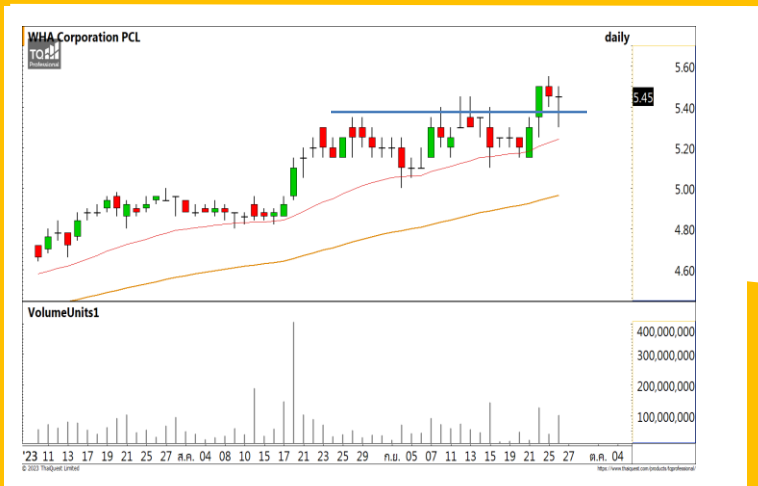 WHA Corporation PCL daily
TQ
Professional
5.60
5.45
5.40
5.20
5.00
4.80
4.60
VolumeUnits1
400,000,000
300,000,000
200,000,000
100,000,000
'23 11 13 17 19 21 25 27 ส.ค. 04 08 10 15 17 21 23 25 29 ก.ย. 05 07 11 13 15 19 21 25 27 ต.ค. 04
© 2023 ThaiQuest Limited